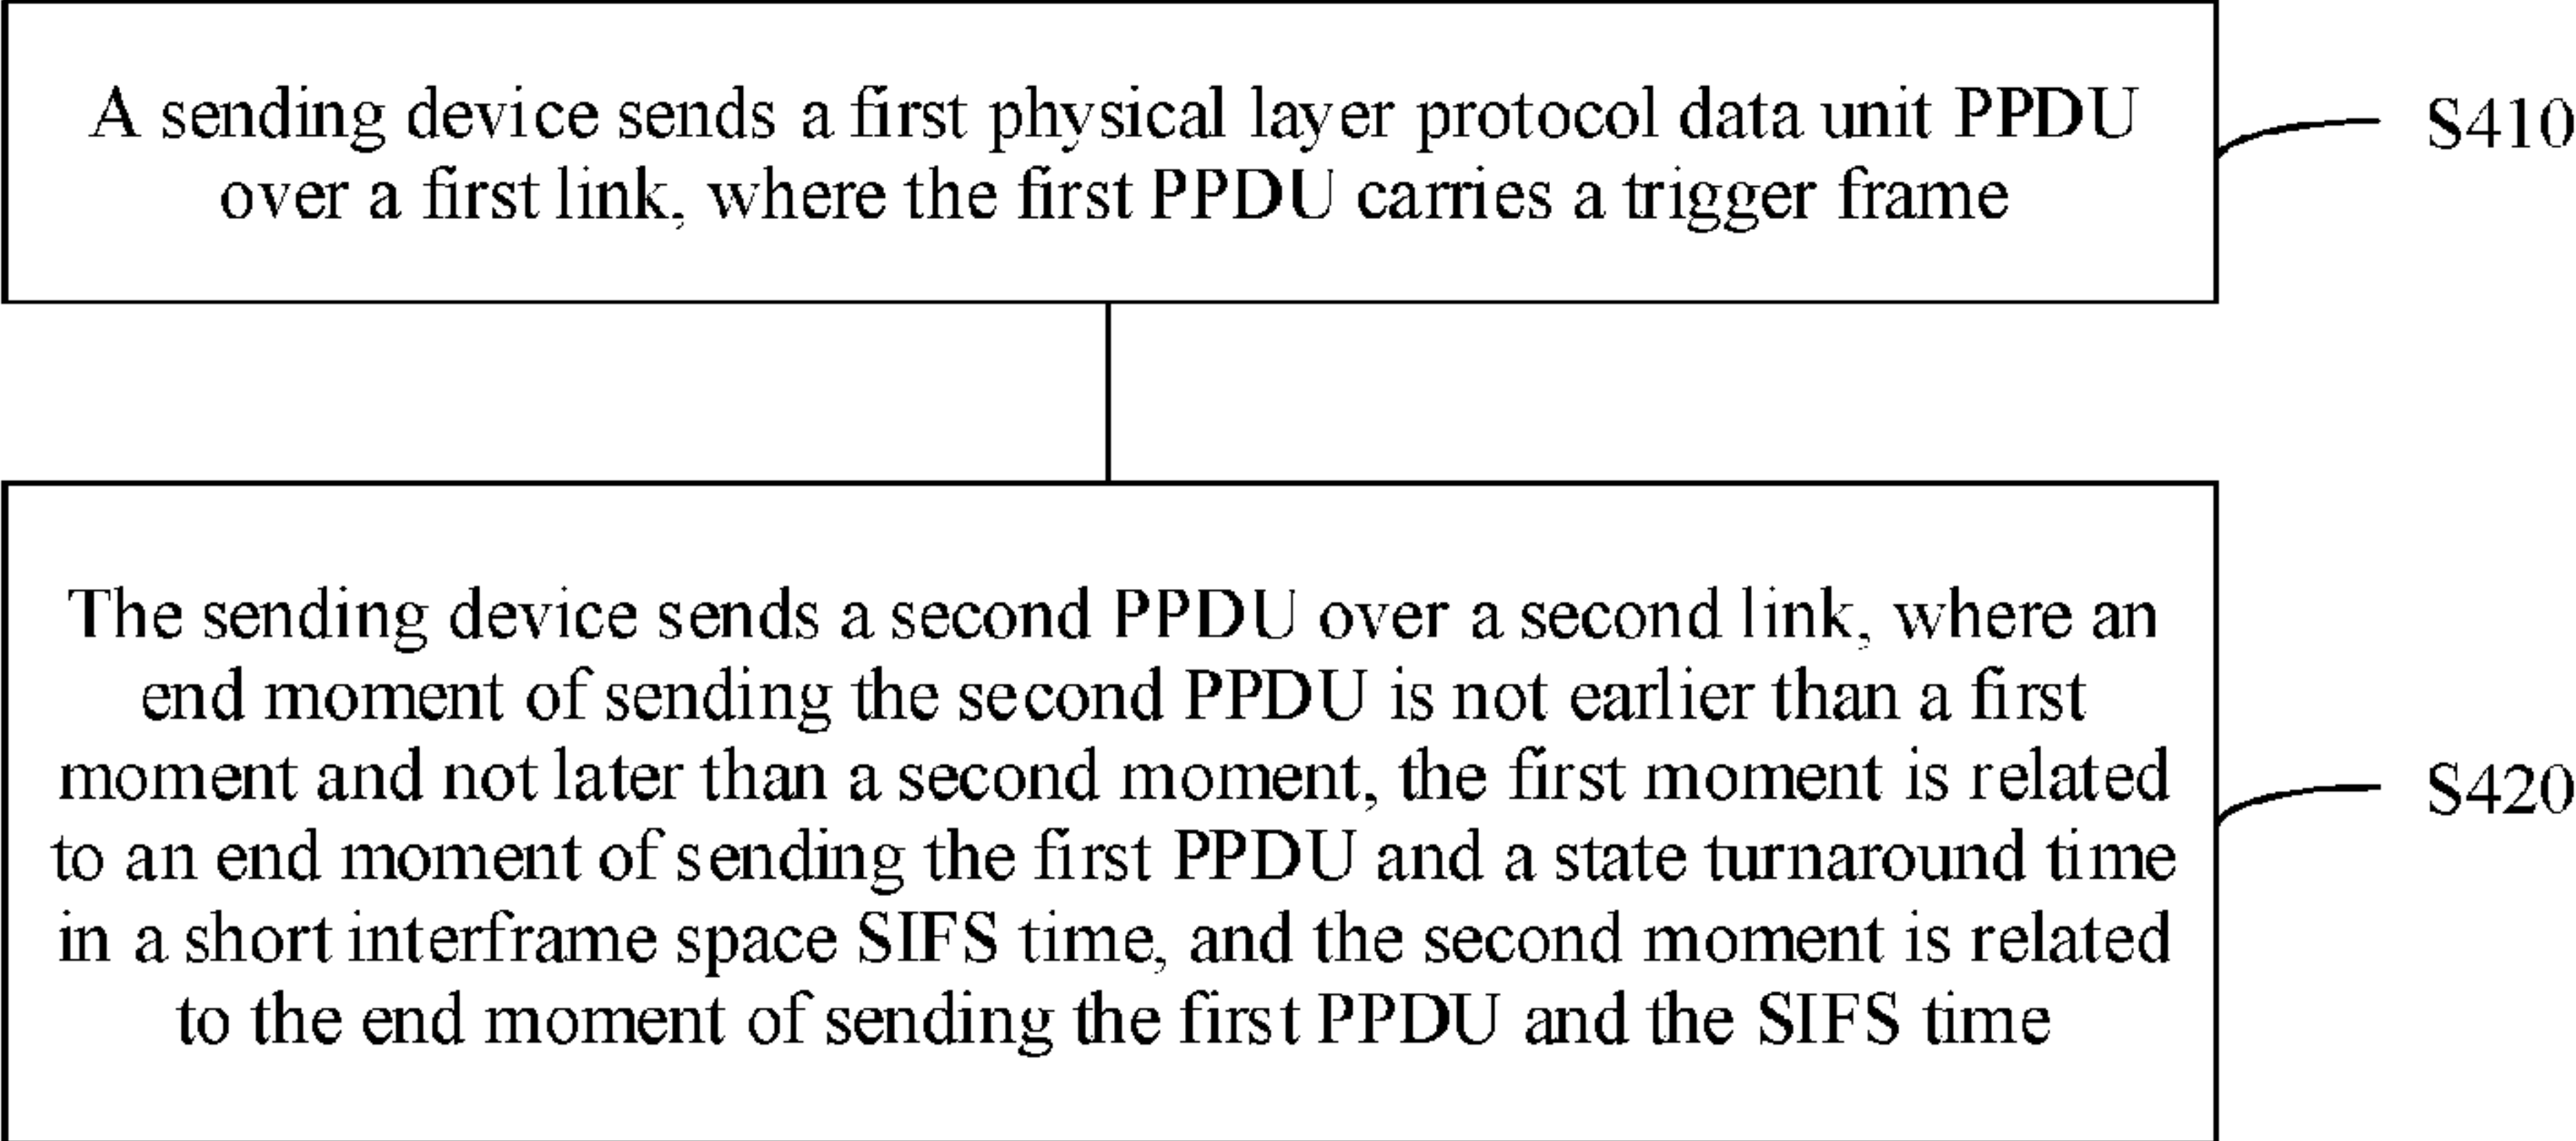 A sending device sends a first physical layer protocol data unit PPDU
over a first link, where the first PPDU carries a trigger frame
S410
The sending device sends a second PPDU over a second link, where an
end moment of sending the second PPDU is not earlier than a first
moment and not later than a second moment, the first moment is related
to an end moment of sending the first PPDU and a state turnaround time
in a short interframe space SIFS time, and the second moment is related
to the end moment of sending the first PPDU and the SIFS time
S420